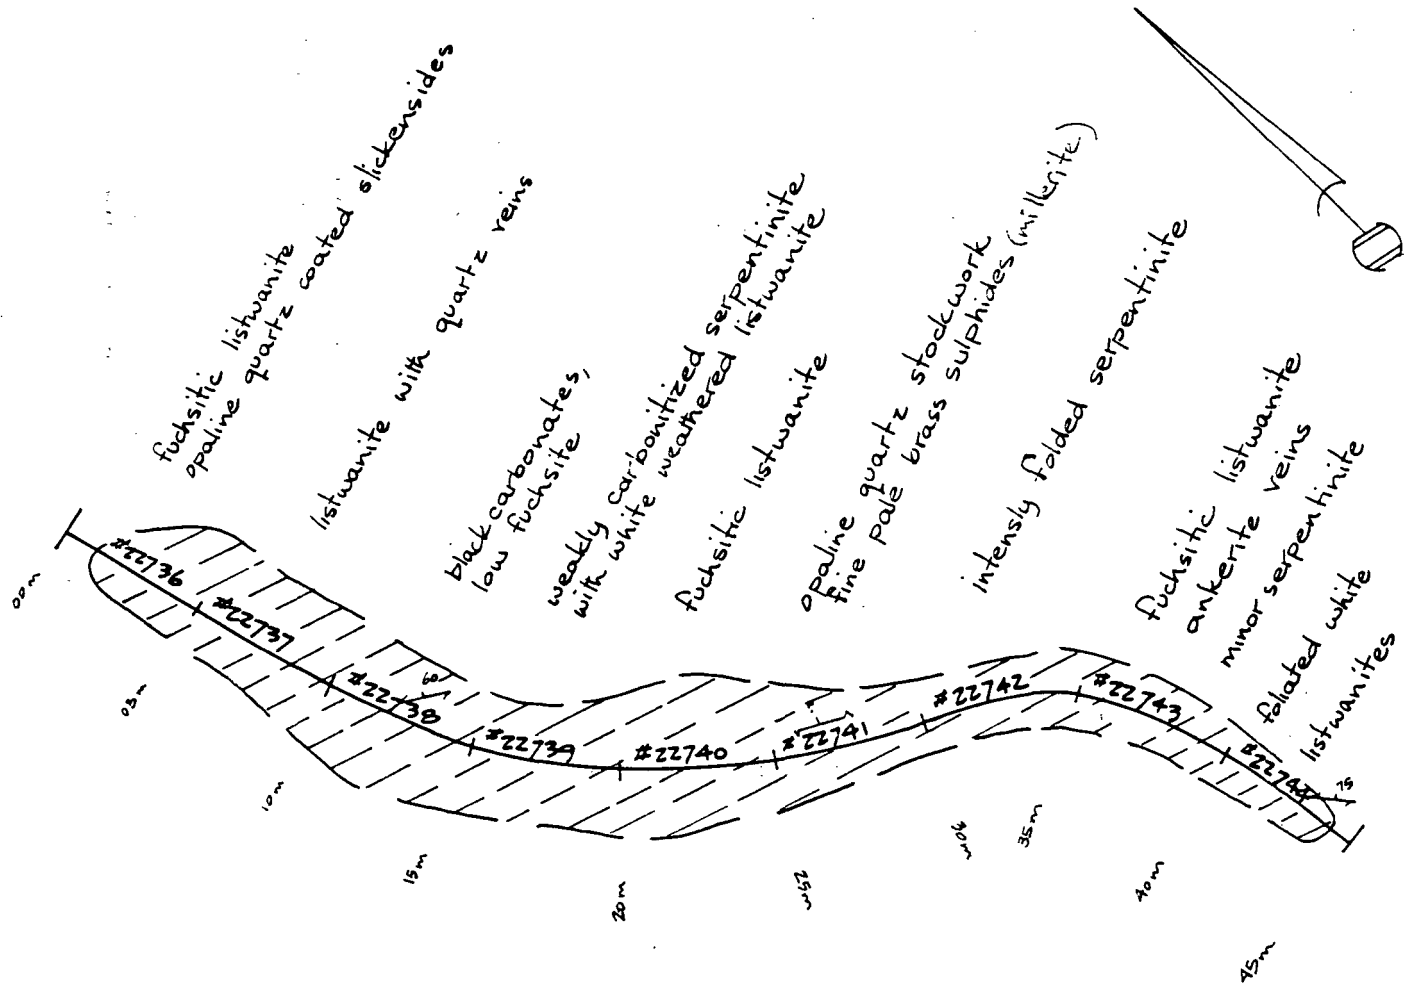 fuchsitic listwanite
opaline quartz coated slickensides
listwanite with quartz veins
black carbonates,
low fuchsite
weakly carbonitized serpentinite
with white weathered listwanite
fuchsitic listwanite
opaline quartz stockwork
fine pale brass sulphides (millerite)
intensly folded serpentinite
fuchsitic listwanite
ankerite veins
minor serpentinite
foliated white
listwanites
#22736
#22737
#22738
60
#22739
#22740
#22741
#22742
#22743
#22744
75
00m
05m
10m
15m
20m
25m
30m
35m
40m
45m